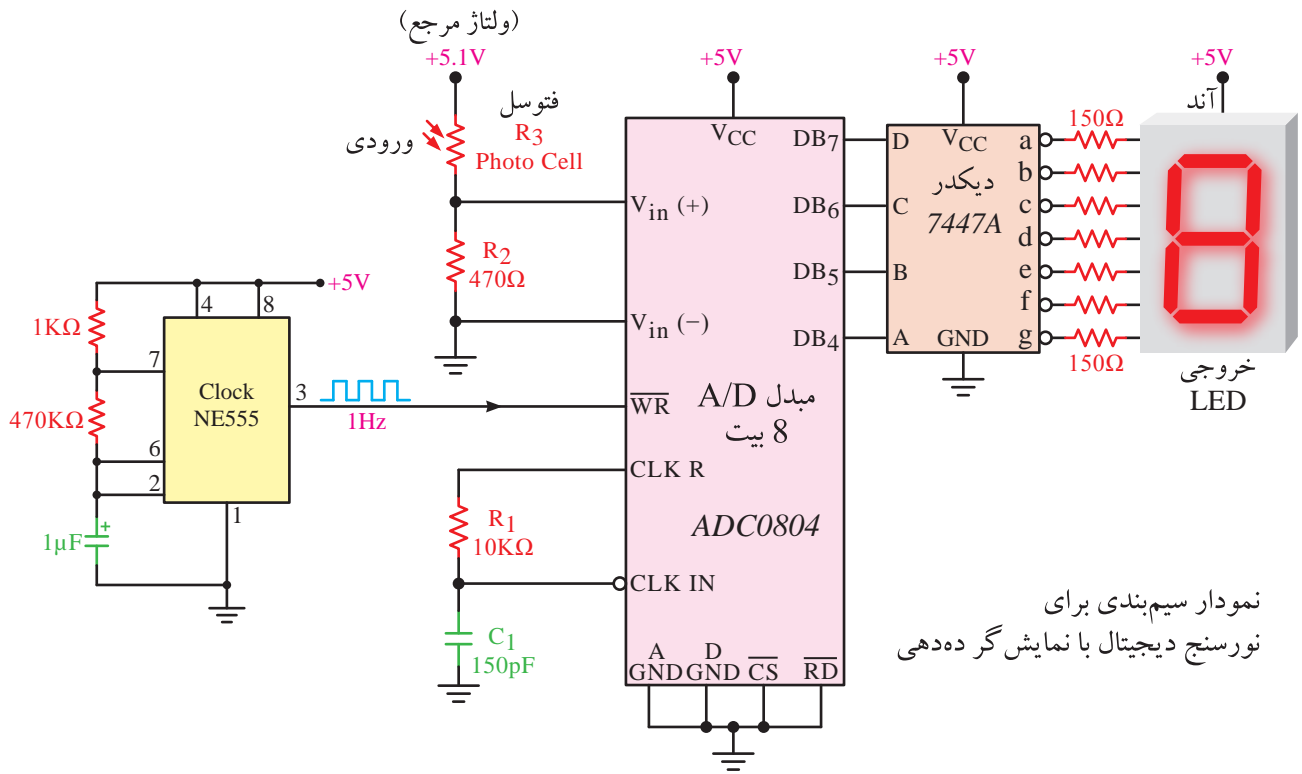 (ولتاژ مرجع)
+5.1V
فتوسل
R3
Photo Cell
ورودی
R2
470Ω
+5V
4
8
1KΩ
7
470KΩ
6
2
1µF
+
Clock
NE555
3
1
1Hz
+5V
VCC
Vin (+)
Vin (−)
WR
CLK R
CLK IN
R1
10KΩ
C1
150pF
مبدل A/D
8 بیت
ADC0804
DB7
DB6
DB5
DB4
A
GND
D
GND
CS
RD
+5V
VCC
دیکدر
7447A
D
C
B
A
GND
a
b
c
d
e
f
g
150Ω
150Ω
+5V
آند
8
خروجی
LED
نمودار سیم‌بندی برای
نورسنج دیجیتال با نمایش‌گر ده‌دهی